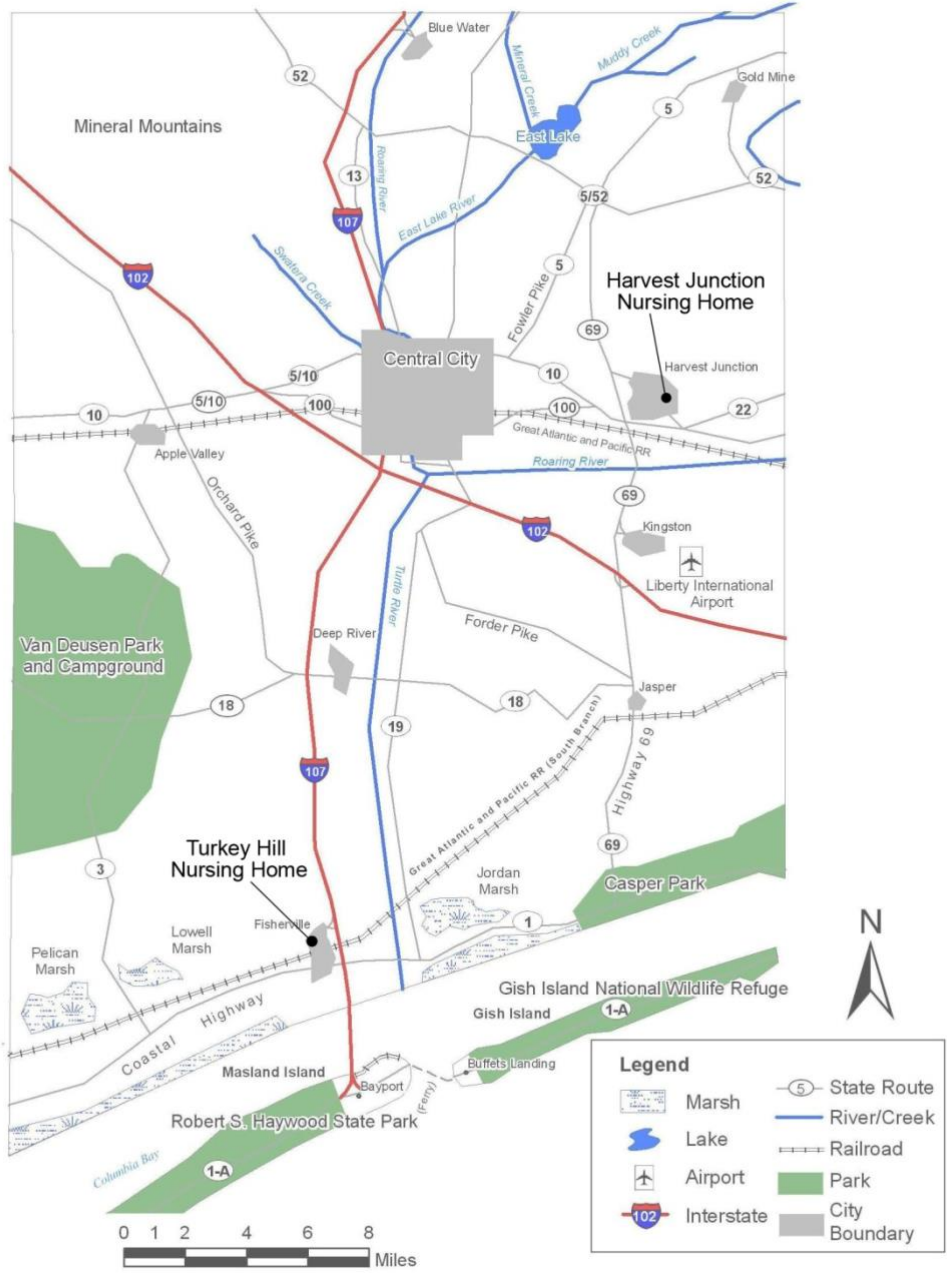 Blue Water
52
Mineral Creek
Muddy Creek
Gold Mine
5
Mineral Mountains
East Lake
Roaring River
13
52
5/52
107
East Lake River
Swatera Creek
102
5
Fowler Pike
Harvest Junction
Nursing Home
69
Central City
Harvest Junction
10
5/10
5/10
100
10
100
22
Great Atlantic and Pacific RR
Apple Valley
Roaring River
Orchard Pike
69
102
Kingston
Liberty International
Airport
Turtle River
Forder Pike
Deep River
Van Deusen Park
and Campground
18
18
Jasper
19
Great Atlantic and Pacific RR (South Branch)
Highway 69
107
69
Turkey Hill
Nursing Home
3
Jordan
Marsh
Casper Park
Fisherville
1
Lowell
Marsh
Pelican
Marsh
Coastal Highway
Gish Island National Wildlife Refuge
Gish Island
1-A
N
Masland Island
Bayport
(Ferry)
Buffets Landing
Robert S. Haywood State Park
Columbia Bay
1-A
0 1 2 4 6 8
Miles
Legend
Marsh
Lake
Airport
102
Interstate
5
State Route
River/Creek
Railroad
Park
City
Boundary